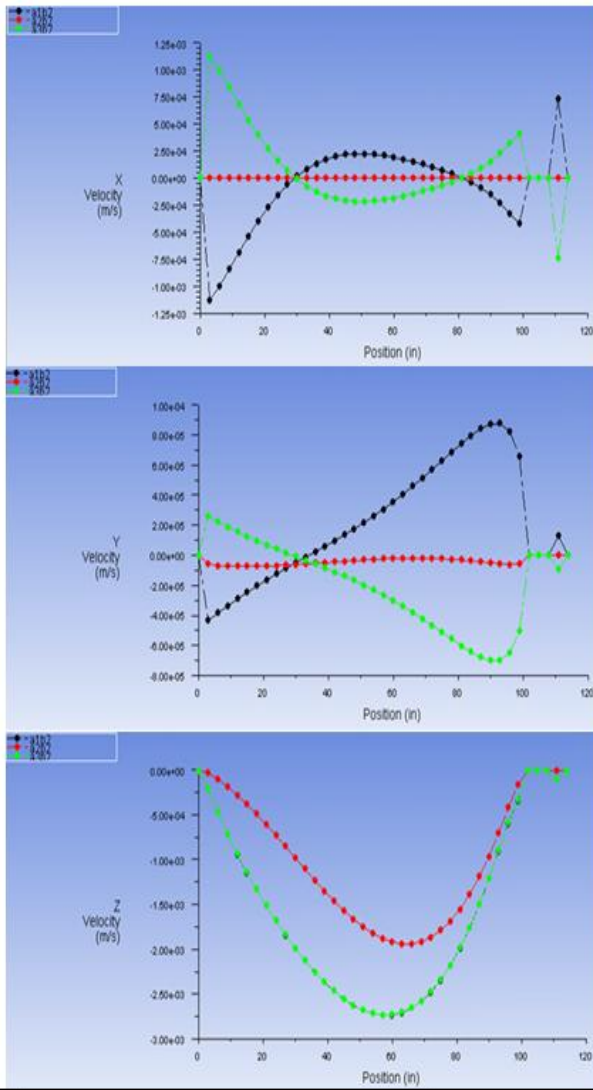 1.25e+03
1.00e+03
7.50e+04
5.00e+04
2.50e+04
0.00e+00
-2.50e+04
-5.00e+04
-7.50e+04
-1.00e+03
-1.25e+03
X
Velocity
(m/s)
0 20 40 60 80 100 120
Position (in)
1.00e+04
8.00e+05
6.00e+05
4.00e+05
2.00e+05
0.00e+00
-2.00e+05
-4.00e+05
-6.00e+05
-8.00e+05
Y
Velocity
(m/s)
0 20 40 60 80 100 120
Position (in)
0.00e+00
-5.00e+04
-1.00e+03
-1.50e+03
-2.00e+03
-2.50e+03
-3.00e+03
Z
Velocity
(m/s)
0 20 40 60 80 100 120
Position (in)